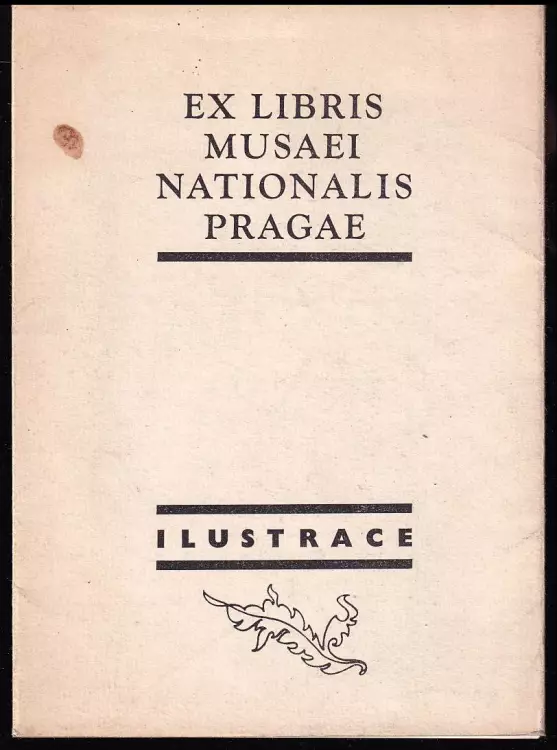 EX LIBRIS
MUSAEI
NATIONALIS
PRAGAE
ILUSTRACE